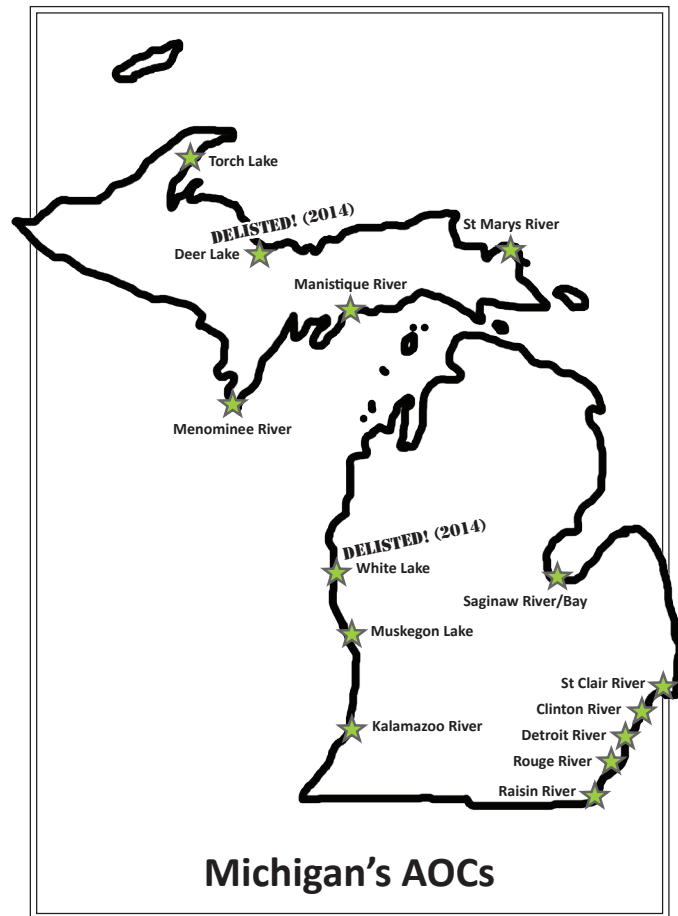 Torch Lake
DELISTED! (2014)
St Marys River
Deer Lake
Manistique River
Menominee River
DELISTED! (2014)
White Lake
Saginaw River/Bay
Muskegon Lake
St Clair River
Clinton River
Kalamazoo River
Detroit River
Rouge River
Raisin River
Michigan's AOCs